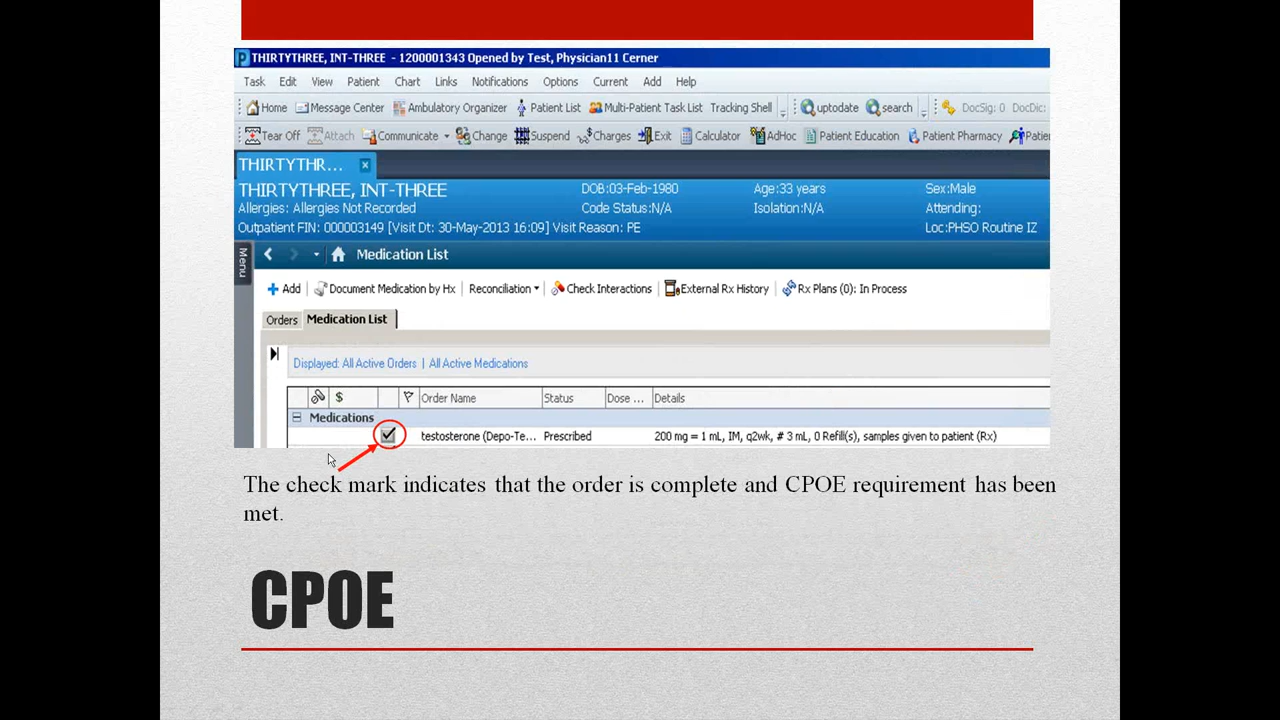 THIRTYTHREE, INT-THREE - 1200001343 Opened by Test, Physician11 Cerner
Task Edit View Patient Chart Links Notifications Options Current Add Help
Home Message Center Ambulatory Organizer Patient List Multi-Patient Task List Tracking Shell uptodate search DocSig: 0 DocDic:
Tear Off Attach Communicate Change Suspend Charges Exit Calculator AdHoc Patient Education Patient Pharmacy Patie
THIRTYTHR...
THIRTYTHREE, INT-THREE DOB:03-Feb-1980 Age:33 years Sex:Male
Allergies: Allergies Not Recorded Code Status:N/A Isolation:N/A Attending:
Outpatient FIN: 000003149 [Visit Dt: 30-May-2013 16:09] Visit Reason: PE Loc:PHSO Routine IZ
Menu
Medication List
Add Document Medication by Hx Reconciliation Check Interactions External Rx History Rx Plans (0): In Process
Orders Medication List
Displayed: All Active Orders | All Active Medications
$ Order Name Status Dose ... Details
Medications
testosterone (Depo-Te... Prescribed 200 mg = 1 mL, IM, q2wk, # 3 mL, 0 Refill(s), samples given to patient (Rx)
The check mark indicates that the order is complete and CPOE requirement has been
met.
CPOE